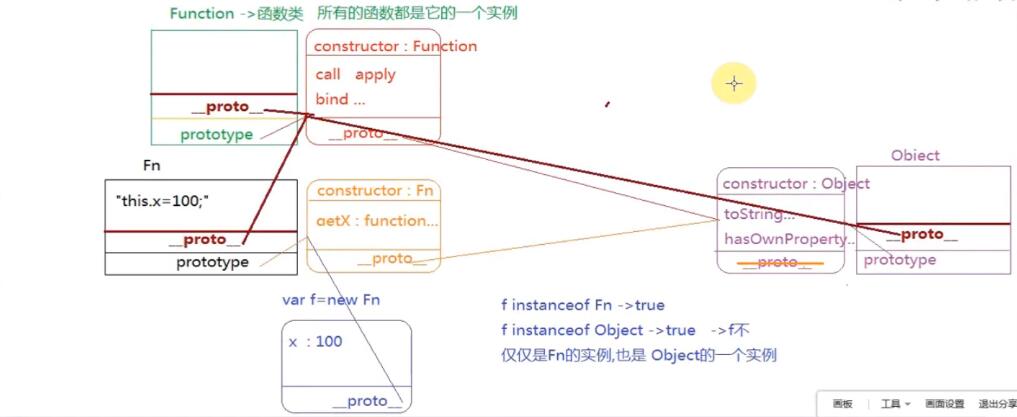 Function ->函数类 所有的函数都是它的一个实例
constructor : Function
call apply
bind ...
__proto__
__proto__
prototype
Fn
"this.x=100;"
__proto__
prototype
constructor : Fn
getX : function...
__proto__
Object
constructor : Object
toString...
hasOwnProperty..
__proto__
__proto__
prototype
var f=new Fn
x : 100
__proto__
f instanceof Fn ->true
f instanceof Object ->true ->f不
仅仅是Fn的实例,也是 Object的一个实例
画板 工具 画面设置 退出分享